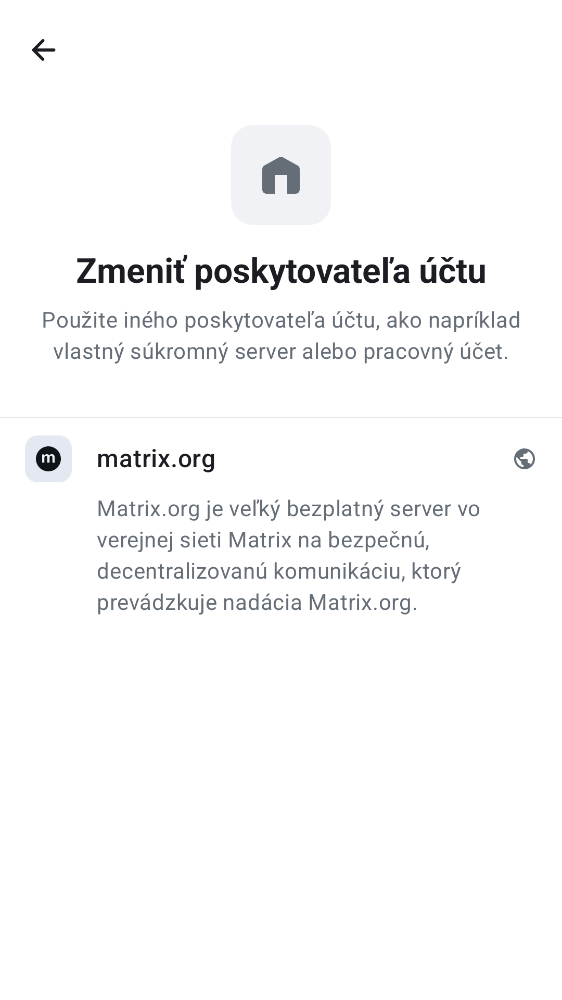 Zmeniť poskytovateľa účtu
Použite iného poskytovateľa účtu, ako napríklad
vlastný súkromný server alebo pracovný účet.
m
matrix.org
Matrix.org je veľký bezplatný server vo
verejnej sieti Matrix na bezpečnú,
decentralizovanú komunikáciu, ktorý
prevádzkuje nadácia Matrix.org.